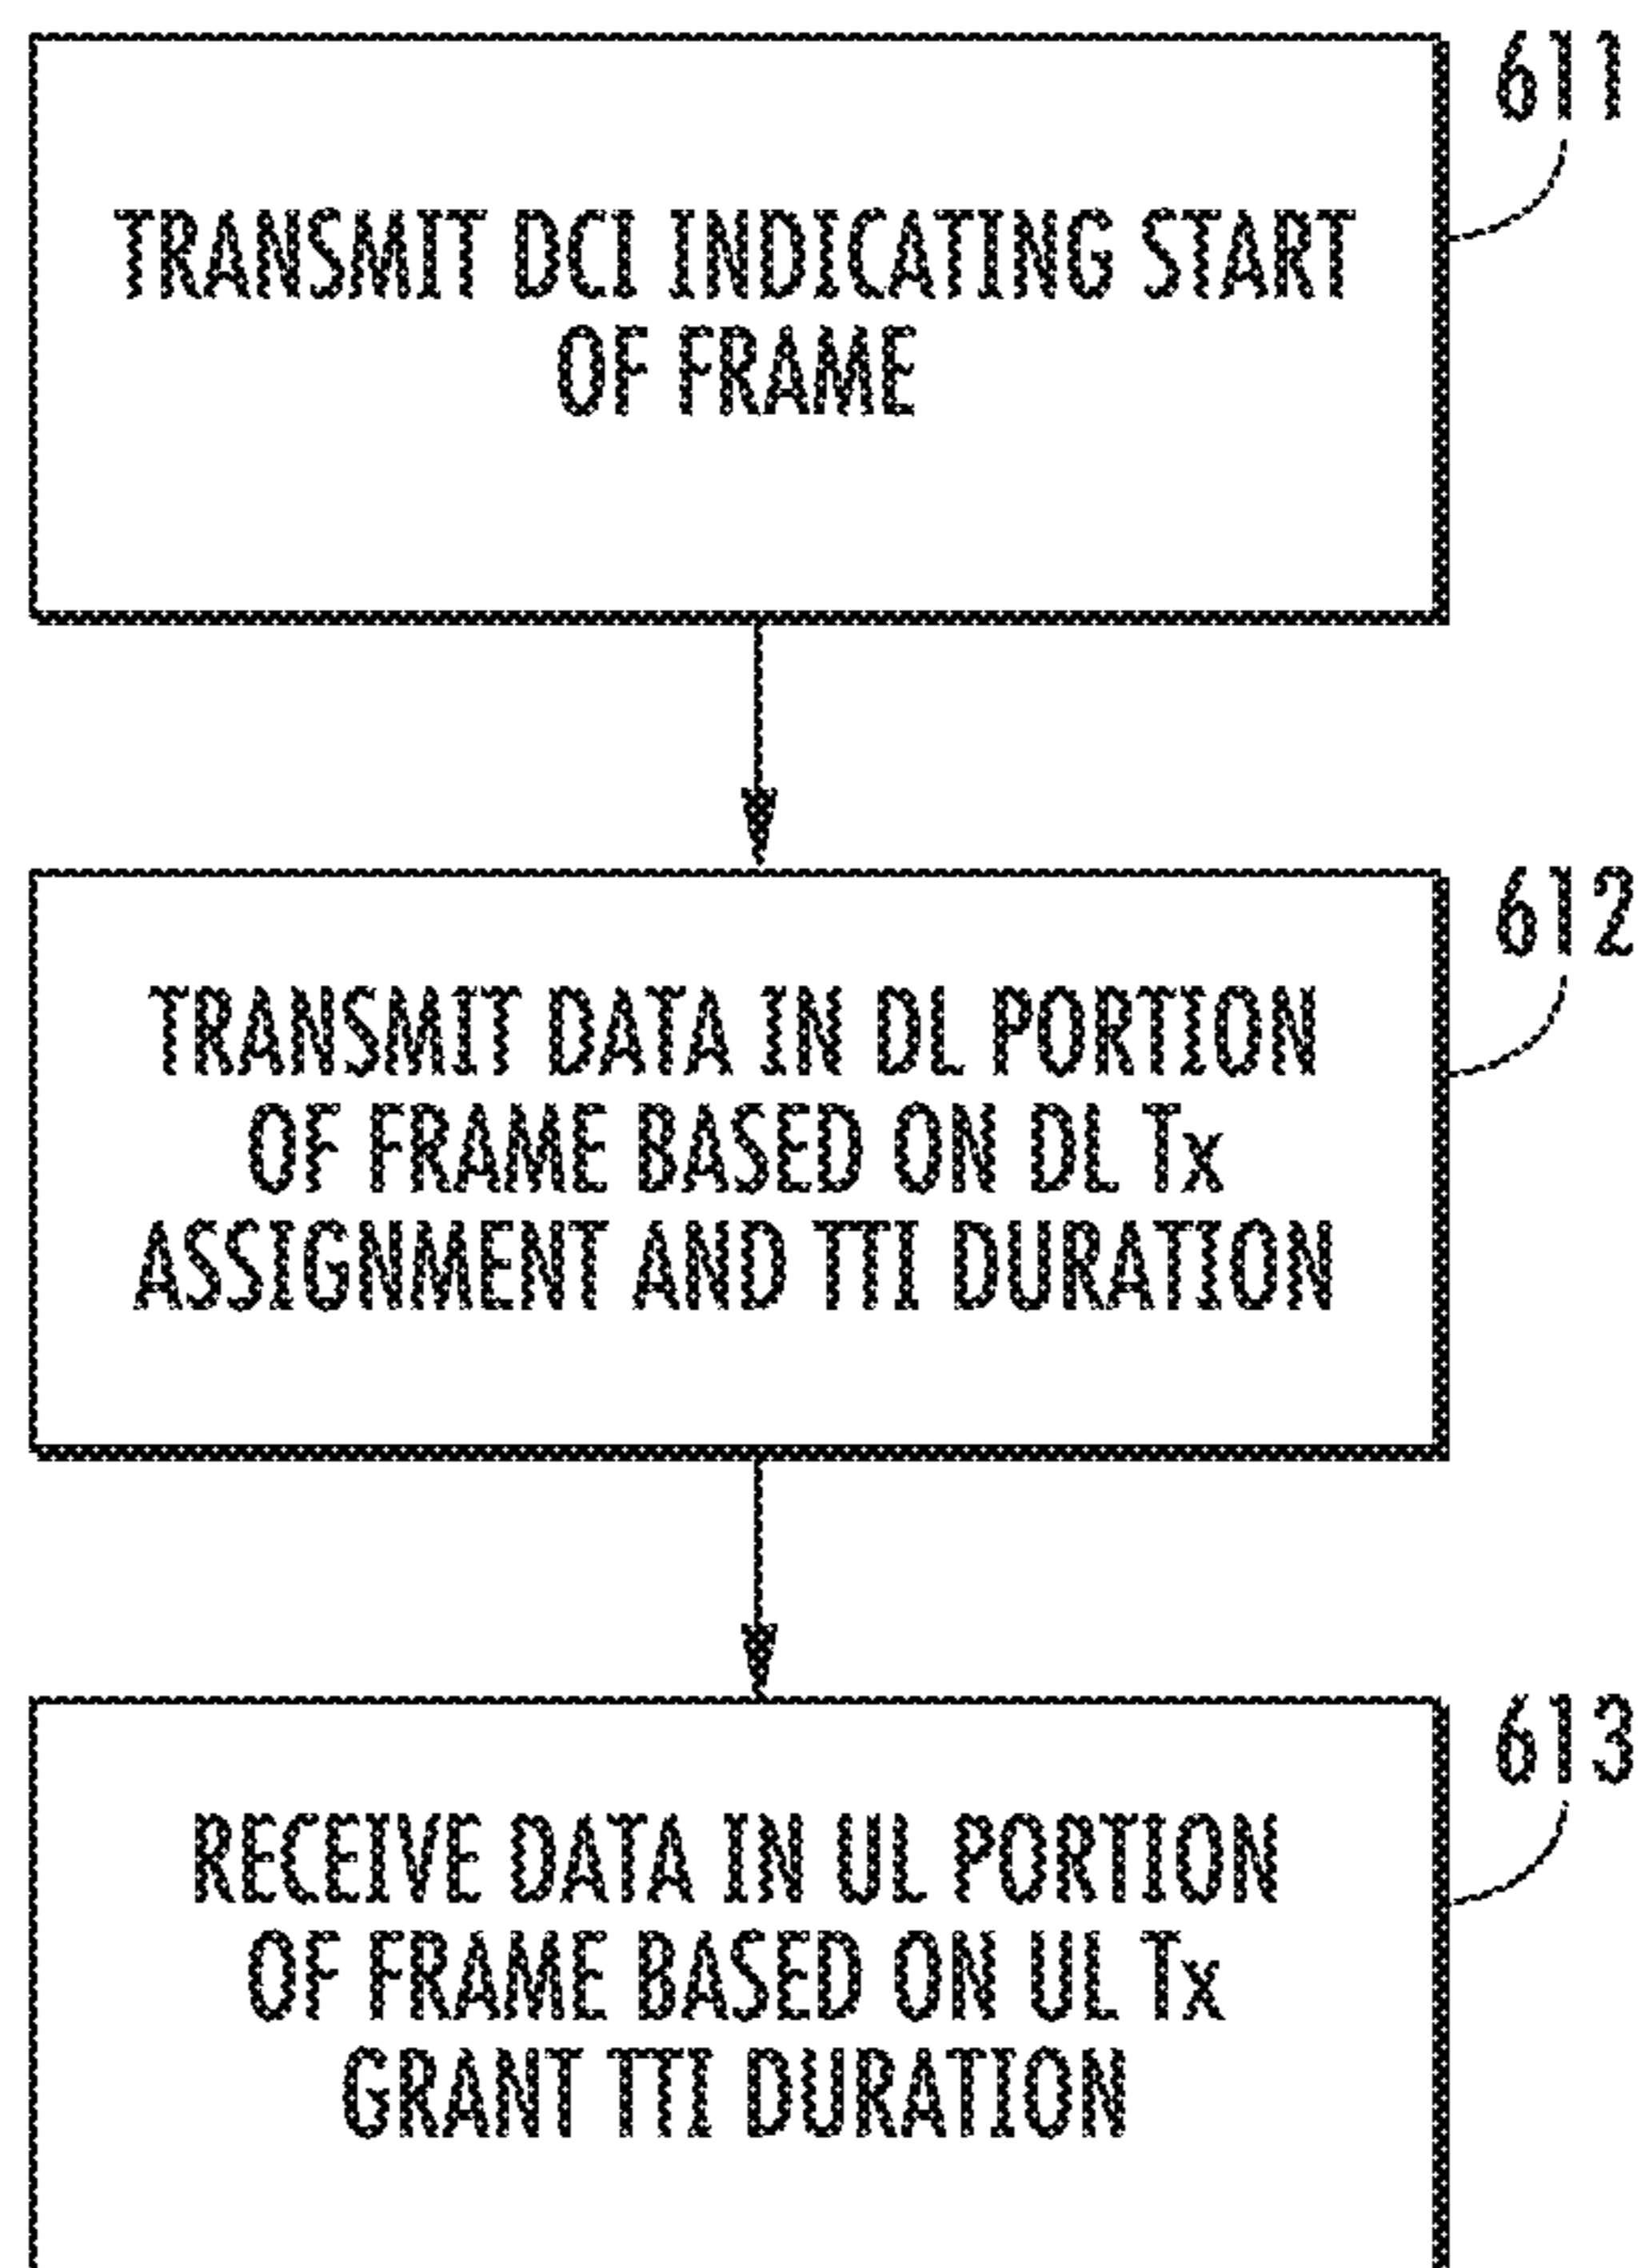 611
TRANSMIT DCI INDICATING START
OF FRAME
612
TRANSMIT DATA IN DL PORTION
OF FRAME BASED ON DL Tx
ASSIGNMENT AND TTI DURATION
613
RECEIVE DATA IN UL PORTION
OF FRAME BASED ON UL Tx
GRANT TTI DURATION